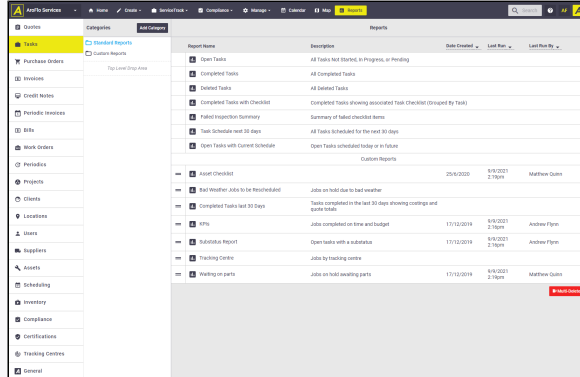 AroFlo Services
Home
Create
ServiceTrack
Compliance
Manage
Calendar
Map
Reports
Search
AF
Quotes
Tasks
Purchase Orders
Invoices
Credit Notes
Periodic Invoices
Bills
Work Orders
Periodics
Projects
Clients
Locations
Users
Suppliers
Assets
Scheduling
Inventory
Compliance
Certifications
Tracking Centres
General
Categories Add Category
Standard Reports
Custom Reports
Top Level Drop Area
Reports
Report Name Description Date Created Last Run Last Run By
Open Tasks All Tasks Not Started, In Progress, or Pending
Completed Tasks All Completed Tasks
Deleted Tasks All Deleted Tasks
Completed Tasks with Checklist Completed Tasks showing associated Task Checklist (Grouped By Task)
Failed Inspection Summary Summary of failed checklist items
Task Schedule next 30 days All Tasks Scheduled for the next 30 days
Open Tasks with Current Schedule Open Tasks scheduled today or in future
Custom Reports
Asset Checklist 25/6/2020 9/9/2021 2:19pm Matthew Quinn
Bad Weather Jobs to be Rescheduled Jobs on hold due to bad weather
Completed Tasks last 30 Days Tasks completed in the last 30 days showing costings and quote totals
KPIs Jobs completed on time and budget 17/12/2019 9/9/2021 2:16pm Andrew Flynn
Substatus Report Open tasks with a substatus 17/12/2019 9/9/2021 2:16pm Andrew Flynn
Tracking Centre Jobs by tracking centre
Waiting on parts Jobs on hold awaiting parts 17/12/2019 9/9/2021 2:19pm Matthew Quinn
Multi-Delete